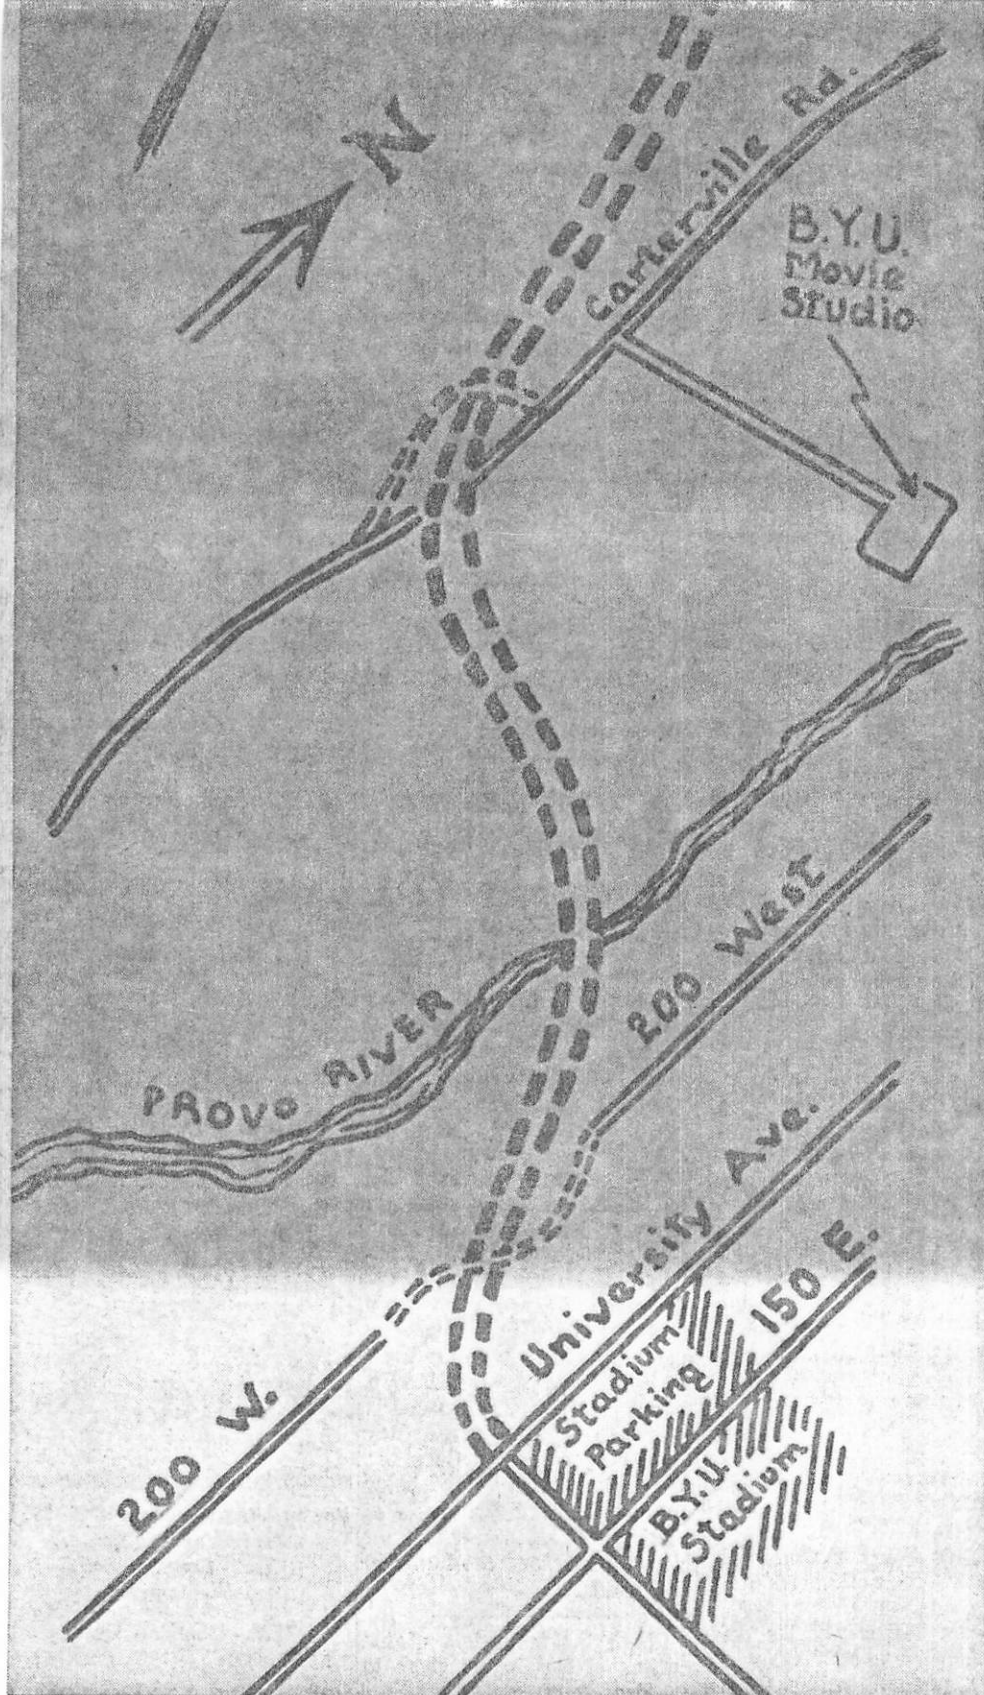 N
Carterville Rd.
B.Y.U.
Movie
Studio
PROVO RIVER
200 West
University Ave.
150 E.
Stadium
Parking
B.Y.U.
Stadium
200 W.